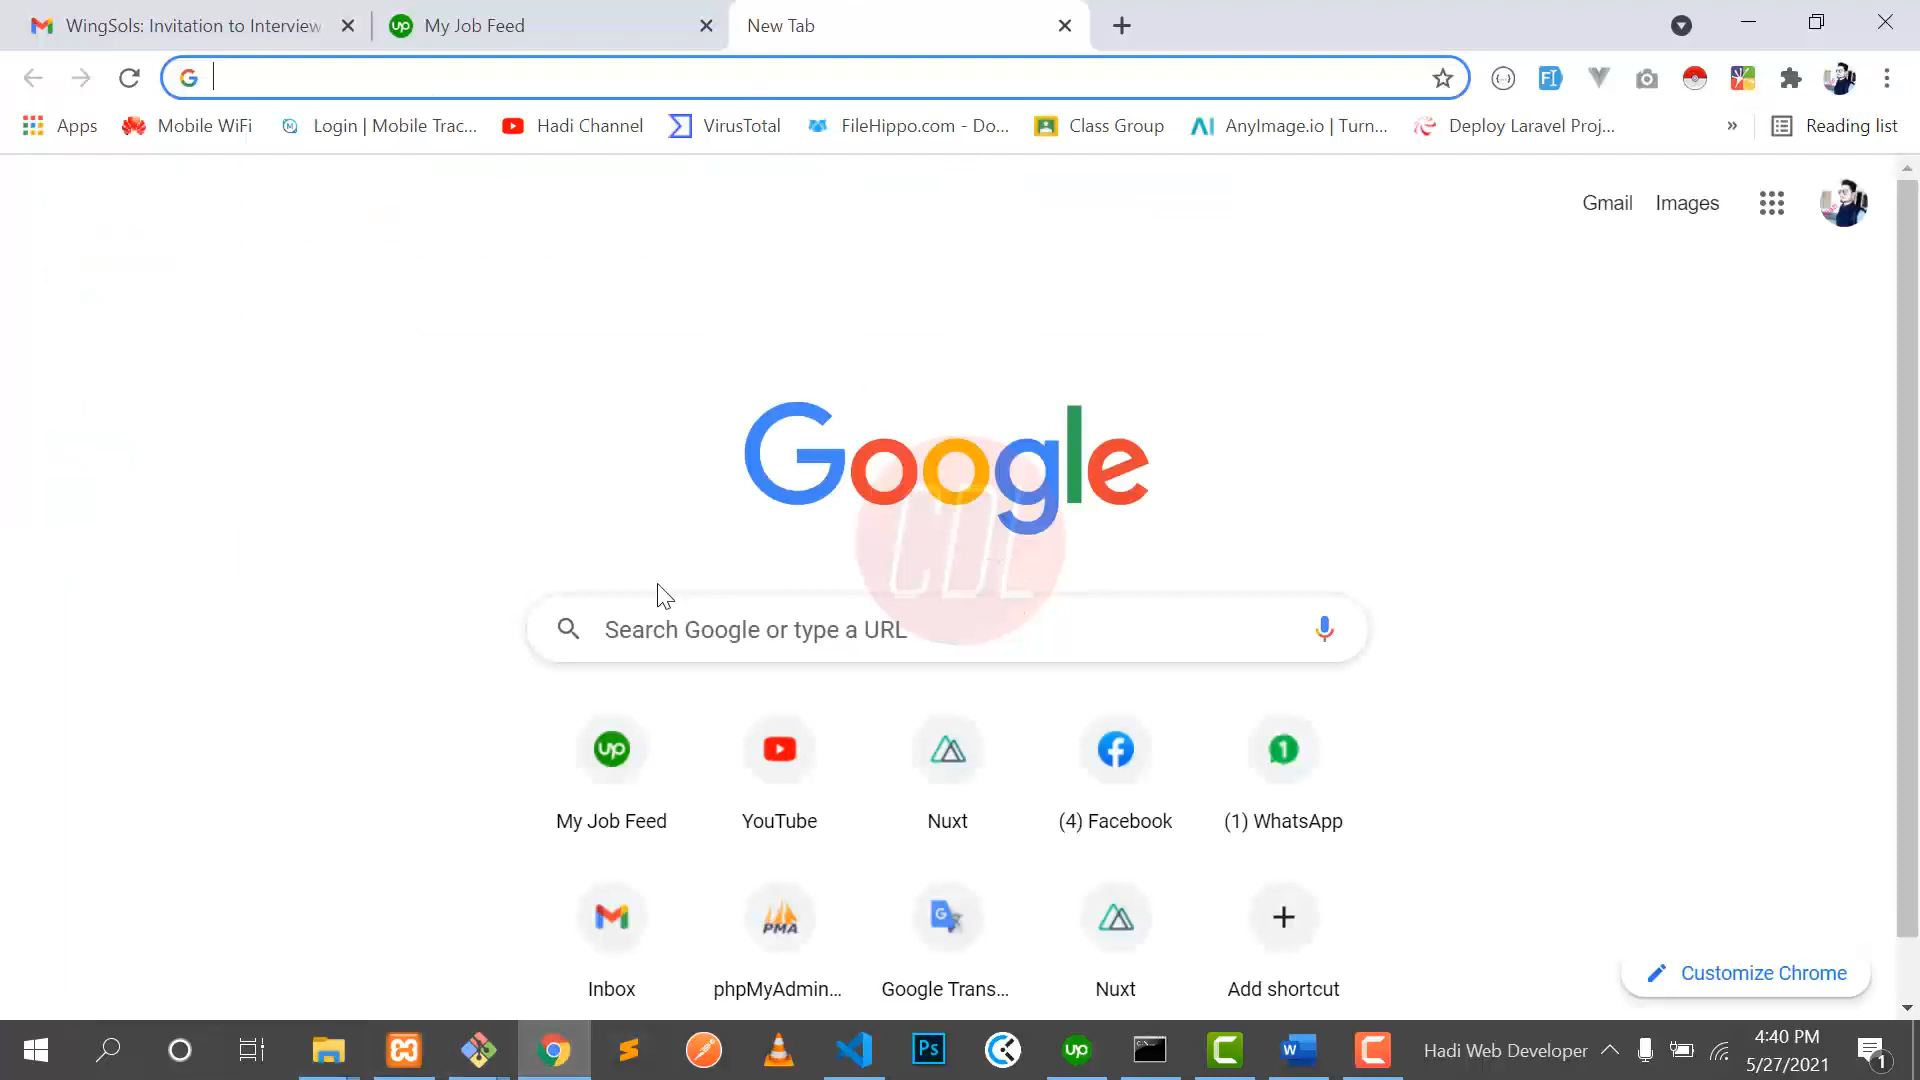 WingSols: Invitation to Interview
My Job Feed
New Tab
Apps
Mobile WiFi
Login | Mobile Trac...
Hadi Channel
VirusTotal
FileHippo.com - Do...
Class Group
AnyImage.io | Turn...
Deploy Laravel Proj...
»
Reading list
Gmail
Images
Google
CDL
Search Google or type a URL
My Job Feed
YouTube
Nuxt
(4) Facebook
(1) WhatsApp
Inbox
phpMyAdmin...
Google Trans...
Nuxt
Add shortcut
Customize Chrome
Hadi Web Developer
4:40 PM
5/27/2021